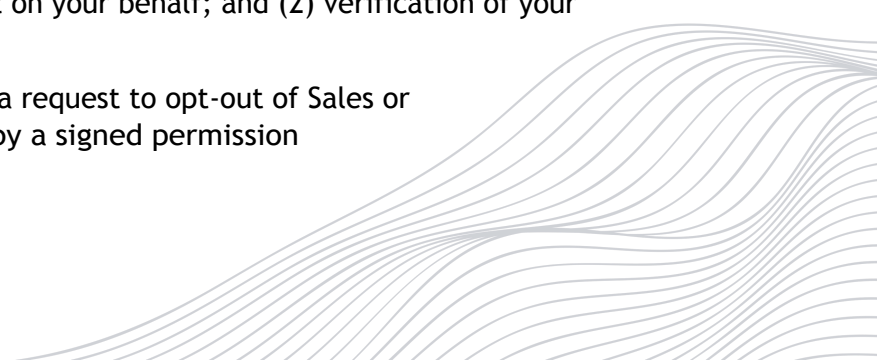 on your behalf; and (2) verification of your
a request to opt-out of Sales or
by a signed permission